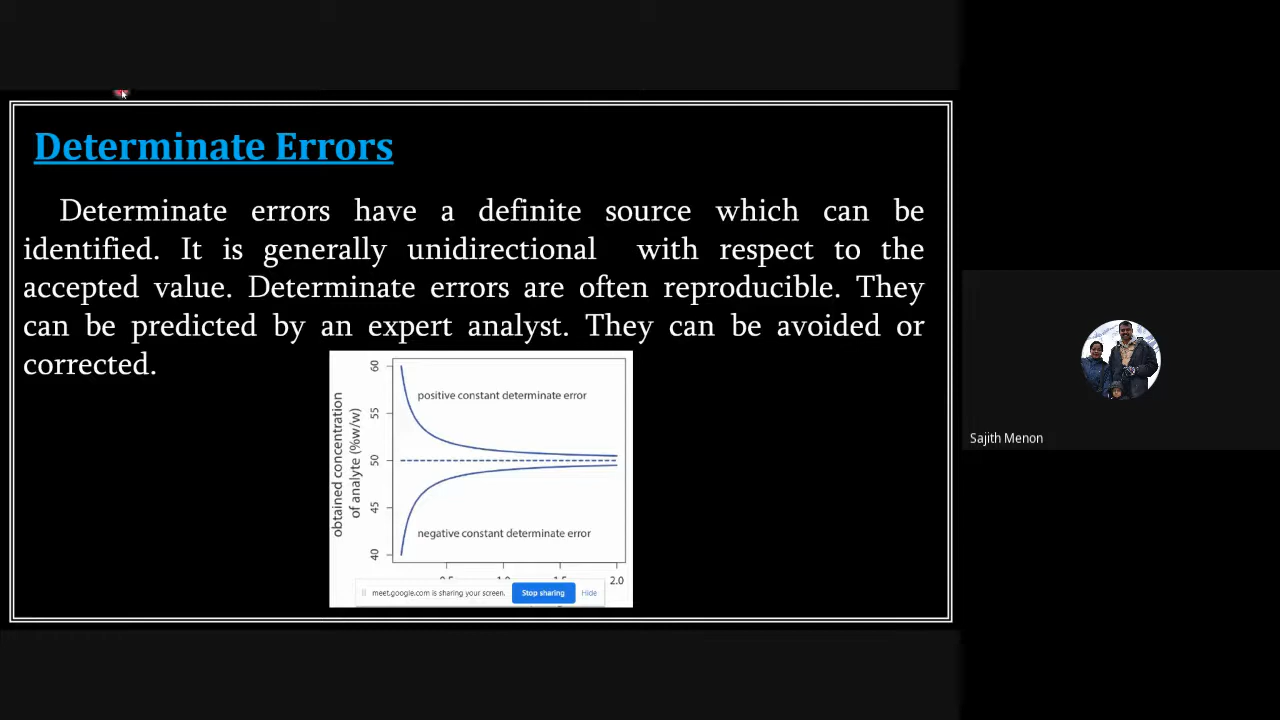 Determinate Errors
Determinate errors have a definite source which can be
identified. It is generally unidirectional with respect to the
accepted value. Determinate errors are often reproducible. They
can be predicted by an expert analyst. They can be avoided or
corrected.
obtained concentration
of analyte (%w/w)
60
55
50
45
40
positive constant determinate error
negative constant determinate error
2.0
meet.google.com is sharing your screen. Stop sharing Hide
Sajith Menon